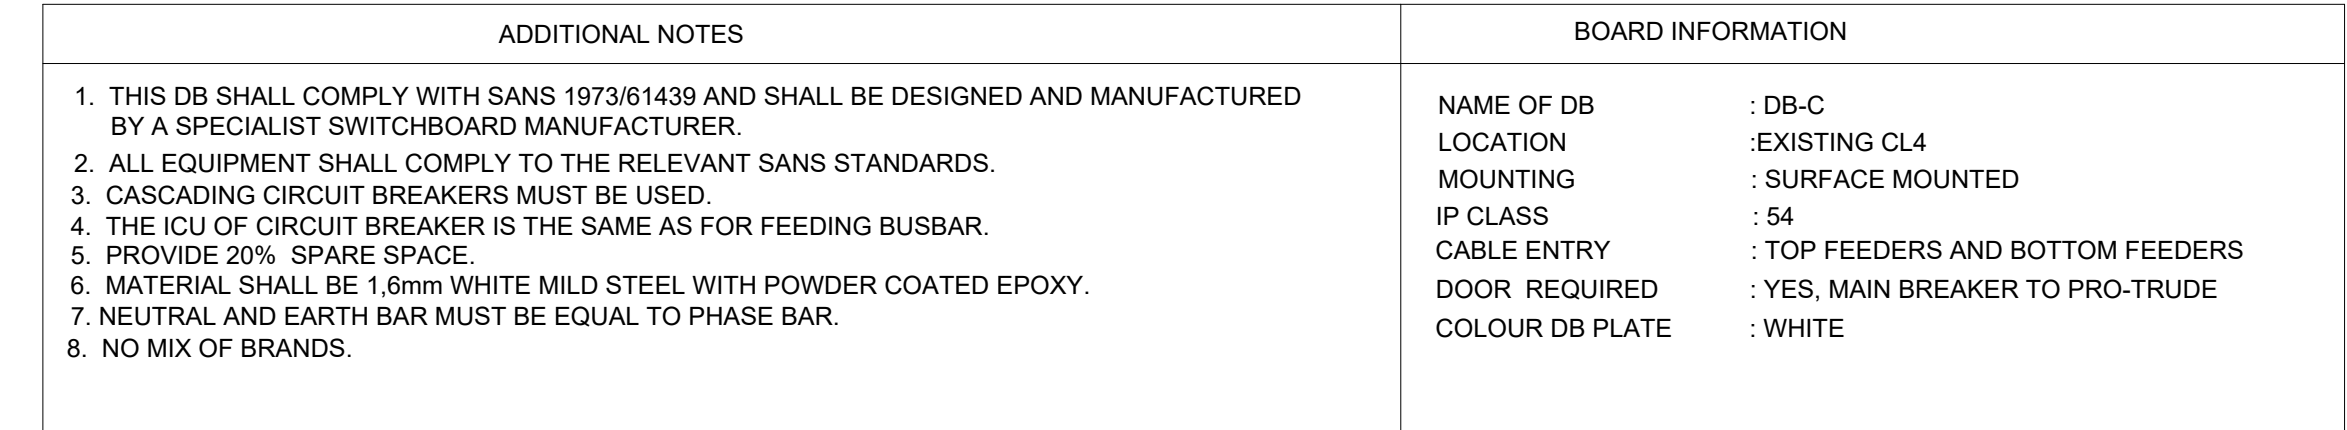 ADDITIONAL NOTES
1. THIS DB SHALL COMPLY WITH SANS 1973/61439 AND SHALL BE DESIGNED AND MANUFACTURED
BY A SPECIALIST SWITCHBOARD MANUFACTURER.
2. ALL EQUIPMENT SHALL COMPLY TO THE RELEVANT SANS STANDARDS.
3. CASCADING CIRCUIT BREAKERS MUST BE USED.
4. THE ICU OF CIRCUIT BREAKER IS THE SAME AS FOR FEEDING BUSBAR.
5. PROVIDE 20% SPARE SPACE.
6. MATERIAL SHALL BE 1,6mm WHITE MILD STEEL WITH POWDER COATED EPOXY.
7. NEUTRAL AND EARTH BAR MUST BE EQUAL TO PHASE BAR.
8. NO MIX OF BRANDS.
BOARD INFORMATION
NAME OF DB : DB-C
LOCATION :EXISTING CL4
MOUNTING : SURFACE MOUNTED
IP CLASS : 54
CABLE ENTRY : TOP FEEDERS AND BOTTOM FEEDERS
DOOR REQUIRED : YES, MAIN BREAKER TO PRO-TRUDE
COLOUR DB PLATE : WHITE